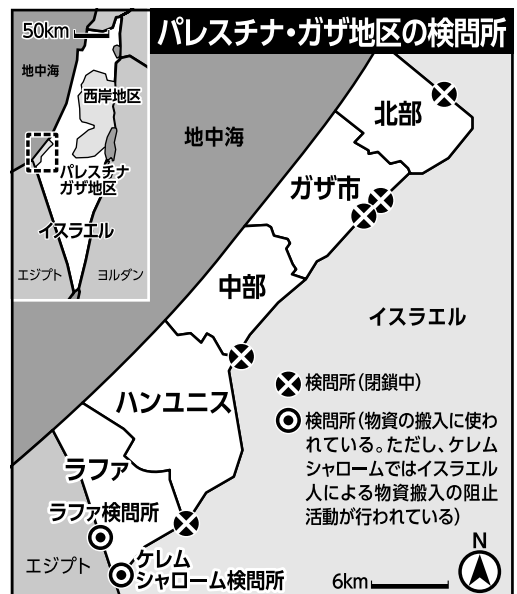 パレスチナ・ガザ地区の検問所
50km
地中海
西岸地区
パレスチナ
ガザ地区
イスラエル
エジプト
ヨルダン
地中海
北部
ガザ市
中部
イスラエル
ハンユニス
検問所(閉鎖中)
検問所(物資の搬入に使わ
れている。ただし、ケレム
シャロームではイスラエル
人による物資搬入の阻止
活動が行われている)
ラファ
ラファ検問所
エジプト
ケレム
シャローム検問所
6km
N